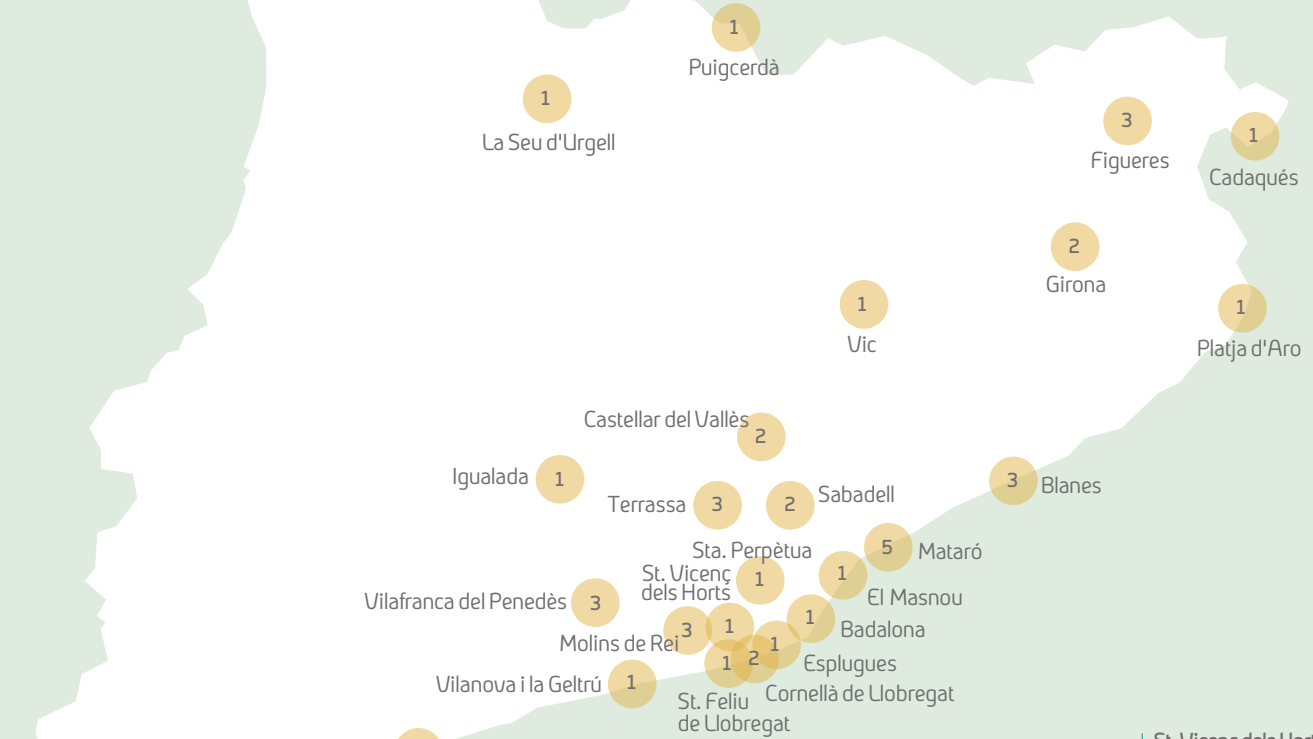 1
Puigcerdà
1
La Seu d'Urgell
3
Figueres
1
Cadaqués
2
Girona
1
Vic
1
Platja d'Aro
Castellar del Vallès
2
Igualada
1
Terrassa
3
2
Sabadell
3
Blanes
Sta. Perpètua
1
5
Mataró
St. Vicenç
dels Horts
1
1
El Masnou
Vilafranca del Penedès
3
Molins de Rei
3
1
Badalona
1
Esplugues
2
Cornellà de Llobregat
1
St. Feliu
de Llobregat
Vilanova i la Geltrú
1